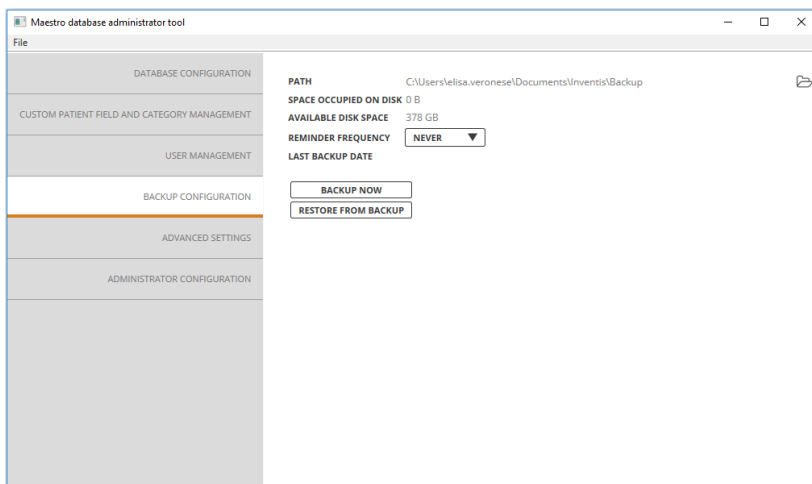 Maestro database administrator tool
File
DATABASE CONFIGURATION
CUSTOM PATIENT FIELD AND CATEGORY MANAGEMENT
USER MANAGEMENT
BACKUP CONFIGURATION
ADVANCED SETTINGS
ADMINISTRATOR CONFIGURATION
PATH C:\Users\elisa.veronese\Documents\Inventis\Backup
SPACE OCCUPIED ON DISK 0 B
AVAILABLE DISK SPACE 378 GB
REMINDER FREQUENCY NEVER
LAST BACKUP DATE
BACKUP NOW
RESTORE FROM BACKUP